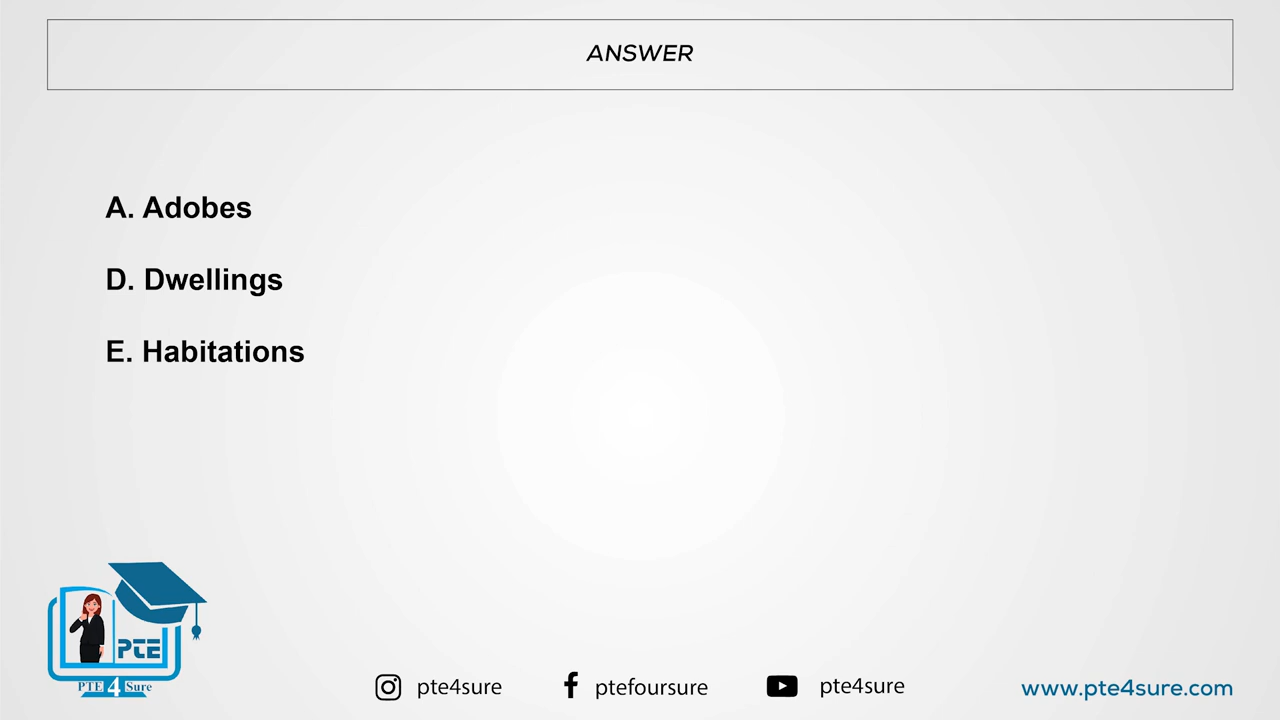 ANSWER
A. Adobes
D. Dwellings
E. Habitations
PTE
PTE 4 Sure
pte4sure
ptefoursure
pte4sure
www.pte4sure.com